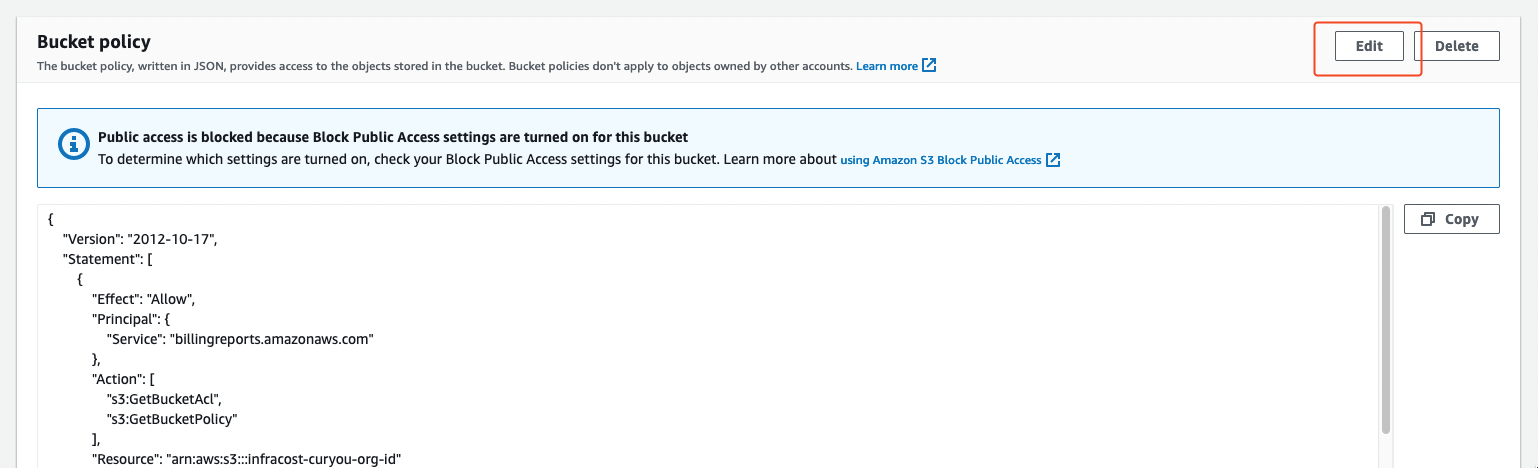 Bucket policy
Edit
Delete
The bucket policy, written in JSON, provides access to the objects stored in the bucket. Bucket policies don't apply to objects owned by other accounts. Learn more
Public access is blocked because Block Public Access settings are turned on for this bucket
To determine which settings are turned on, check your Block Public Access settings for this bucket. Learn more about using Amazon S3 Block Public Access
Copy
{
"Version": "2012-10-17",
"Statement": [
{
"Effect": "Allow",
"Principal": {
"Service": "billingreports.amazonaws.com"
},
"Action": [
"s3:GetBucketAcl",
"s3:GetBucketPolicy"
],
"Resource": "arn:aws:s3:::infracost-curyou-org-id"